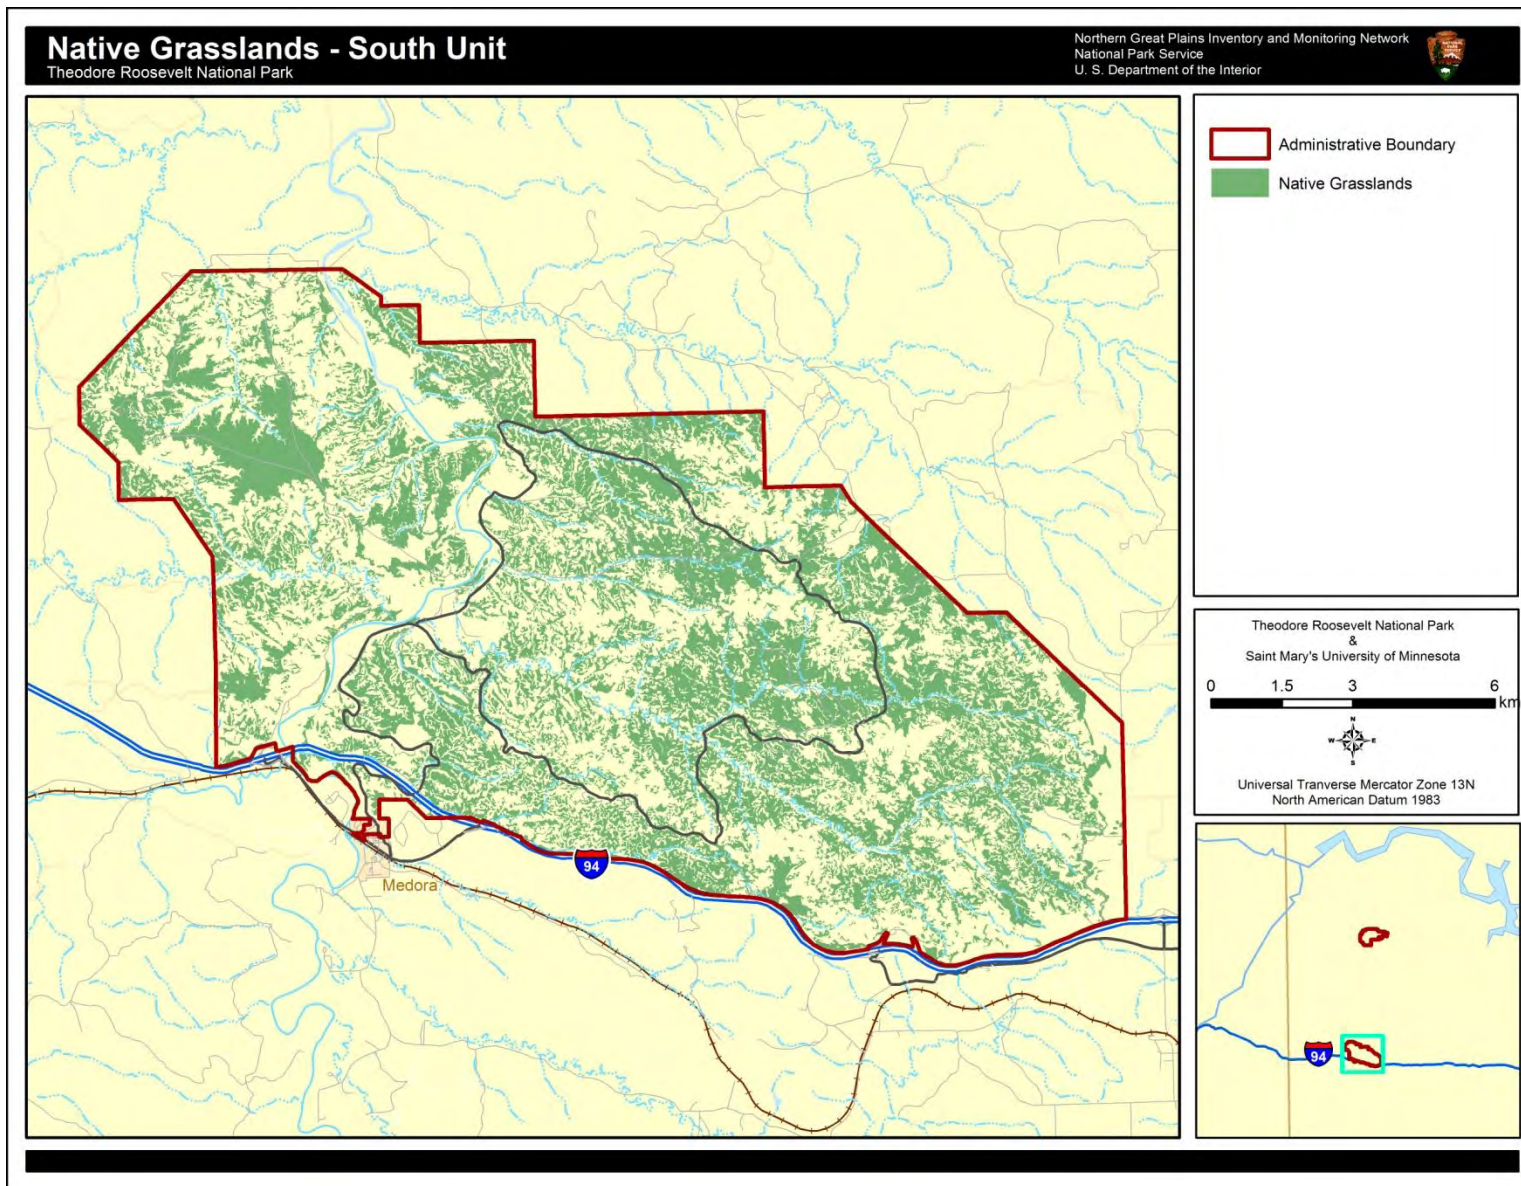 Native Grasslands - South Unit
Theodore Roosevelt National Park
Northern Great Plains Inventory and Monitoring Network
National Park Service
U. S. Department of the Interior
Administrative Boundary
Native Grasslands
Theodore Roosevelt National Park
&
Saint Mary's University of Minnesota
0 1.5 3 6
km
N
W E
S
Universal Tranverse Mercator Zone 13N
North American Datum 1983
94
Medora
94